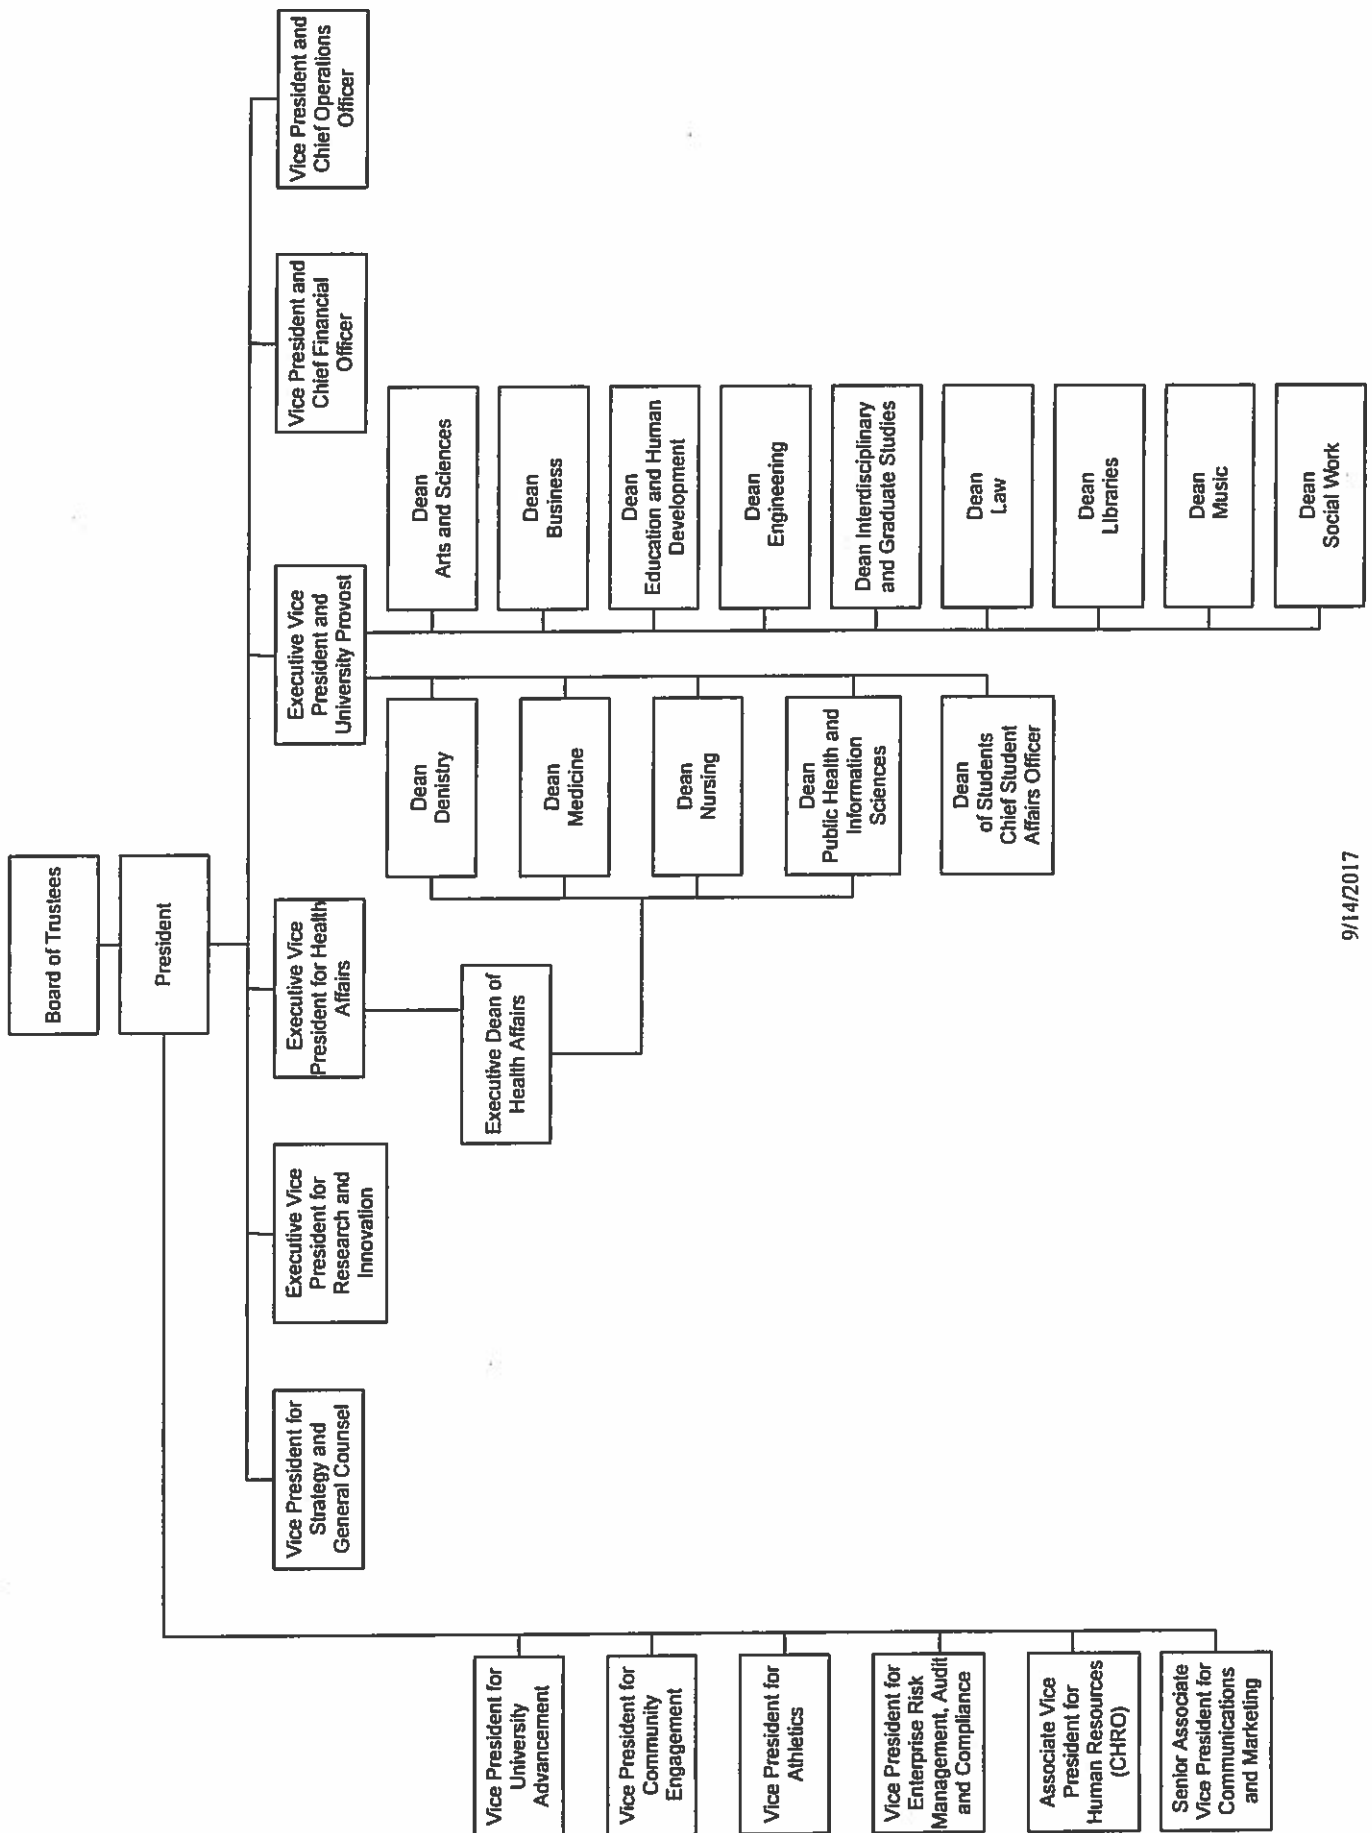 Board of Trustees
President
Vice President for
Strategy and
General Counsel
Executive Vice
President for
Research and
Innovation
Executive Vice
President for Health
Affairs
Executive Vice
President and
University Provost
Vice President and
Chief Financial
Officer
Vice President and
Chief Operations
Officer
Executive Dean of
Health Affairs
Dean
Denistry
Dean
Medicine
Dean
Nursing
Dean
Public Health and
Information
Sciences
Dean
of Students
Chief Student
Affairs Officer
Dean
Arts and Sciences
Dean
Business
Dean
Education and Human
Development
Dean
Engineering
Dean Interdisciplinary
and Graduate Studies
Dean
Law
Dean
Libraries
Dean
Music
Dean
Social Work
Vice President for
University
Advancement
Vice President for
Community
Engagement
Vice President for
Athletics
Vice President for
Enterprise Risk
Management, Audit
and Compliance
Associate Vice
President for
Human Resources
(CHRO)
Senior Associate
Vice President for
Communications
and Marketing
9/14/2017